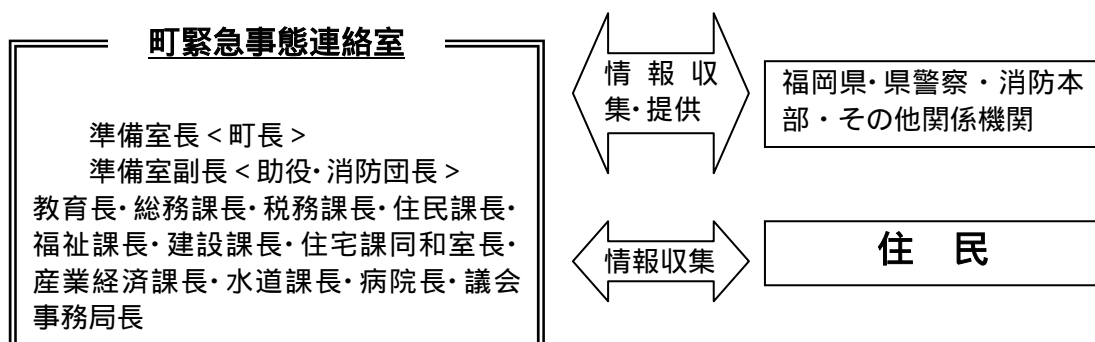 町緊急事態連絡室
準備室長＜町長＞
準備室副長＜助役・消防団長＞
教育長・総務課長・税務課長・住民課長・
福祉課長・建設課長・住宅課同和室長・
産業経済課長・水道課長・病院長・議会
事務局長
情報収
集・提供
福岡県・県警察・消防本
部・その他関係機関
情報収集
住　民